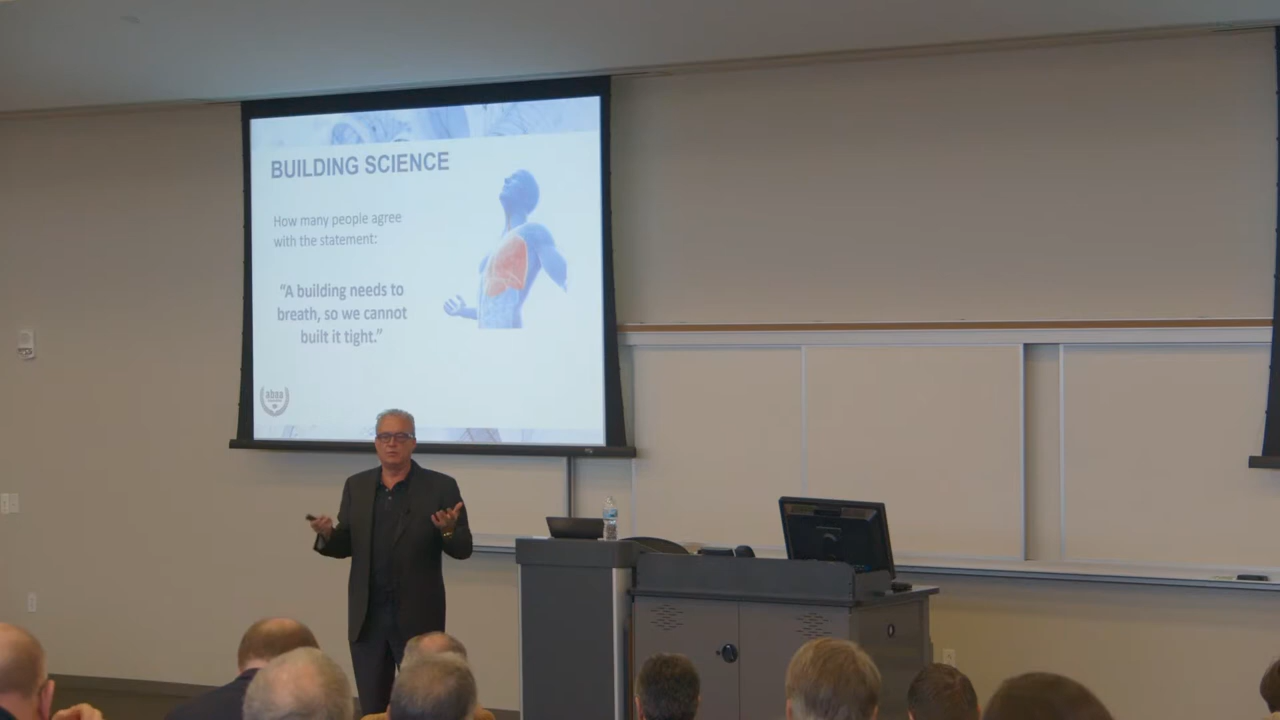 BUILDING SCIENCE
How many people agree
with the statement:
“A building needs to
breath, so we cannot
built it tight.”
abaa